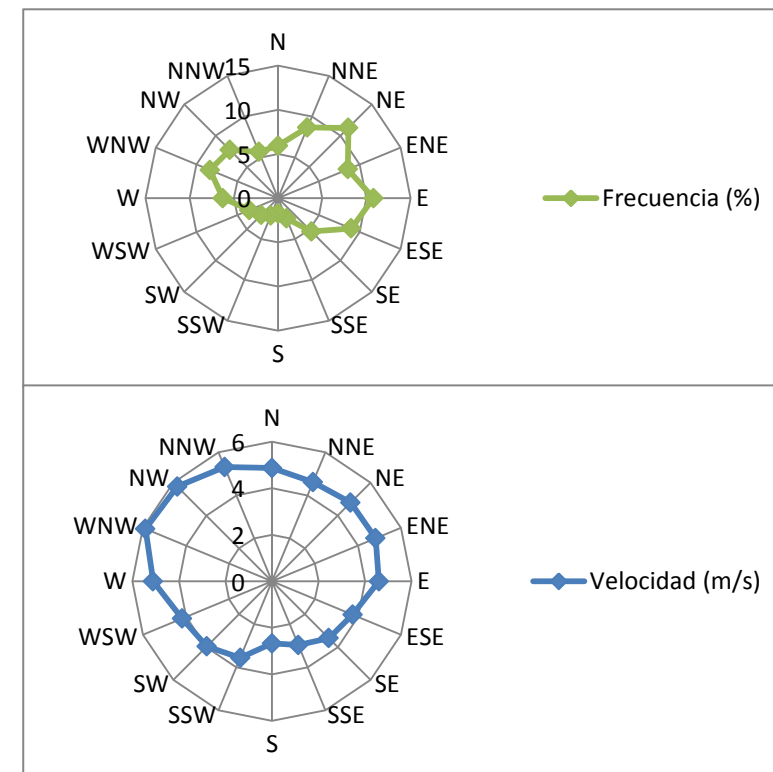 N
NNW 15 NNE
NW 10 NE
WNW 5 ENE
W 0 E Frecuencia (%)
WSW ESE
SW SE
SSW SSE
S
N
NNW 6 NNE
NW 4 NE
WNW 2 ENE
W 0 E Velocidad (m/s)
WSW ESE
SW SE
SSW SSE
S